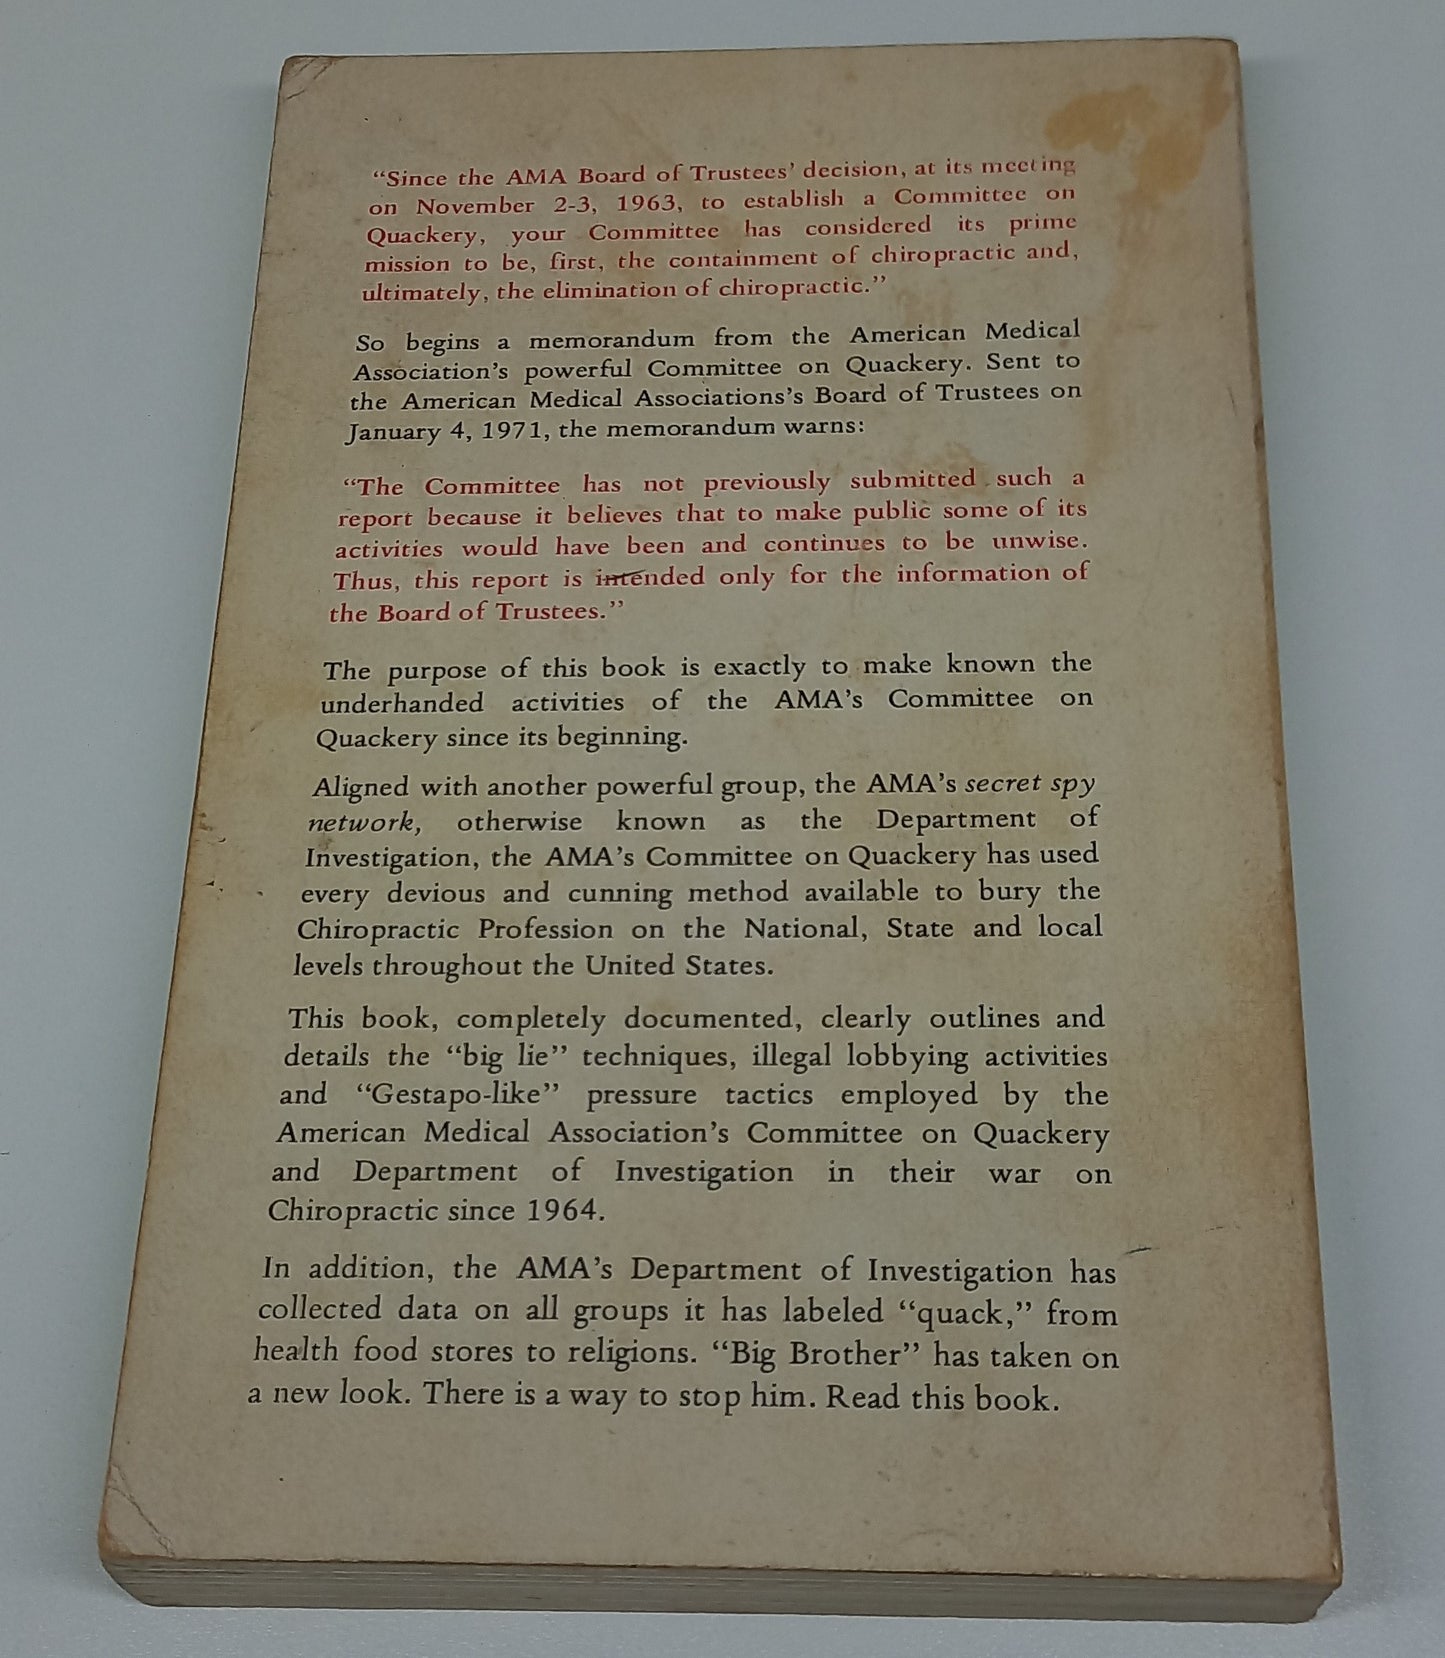 “Since the AMA Board of Trustees’ decision, at its meeting
on November 2-3, 1963, to establish a Committee on
Quackery, your Committee has considered its prime
mission to be, first, the containment of chiropractic and,
ultimately, the elimination of chiropractic.”
So begins a memorandum from the American Medical
Association’s powerful Committee on Quackery. Sent to
the American Medical Associations’s Board of Trustees on
January 4, 1971, the memorandum warns:
“The Committee has not previously submitted such a
report because it believes that to make public some of its
activities would have been and continues to be unwise.
Thus, this report is intended only for the information of
the Board of Trustees.”
The purpose of this book is exactly to make known the
underhanded activities of the AMA’s Committee on
Quackery since its beginning.
Aligned with another powerful group, the AMA’s secret spy
network, otherwise known as the Department of
Investigation, the AMA’s Committee on Quackery has used
every devious and cunning method available to bury the
Chiropractic Profession on the National, State and local
levels throughout the United States.
This book, completely documented, clearly outlines and
details the “big lie” techniques, illegal lobbying activities
and “Gestapo-like” pressure tactics employed by the
American Medical Association’s Committee on Quackery
and Department of Investigation in their war on
Chiropractic since 1964.
In addition, the AMA’s Department of Investigation has
collected data on all groups it has labeled “quack,” from
health food stores to religions. “Big Brother” has taken on
a new look. There is a way to stop him. Read this book.